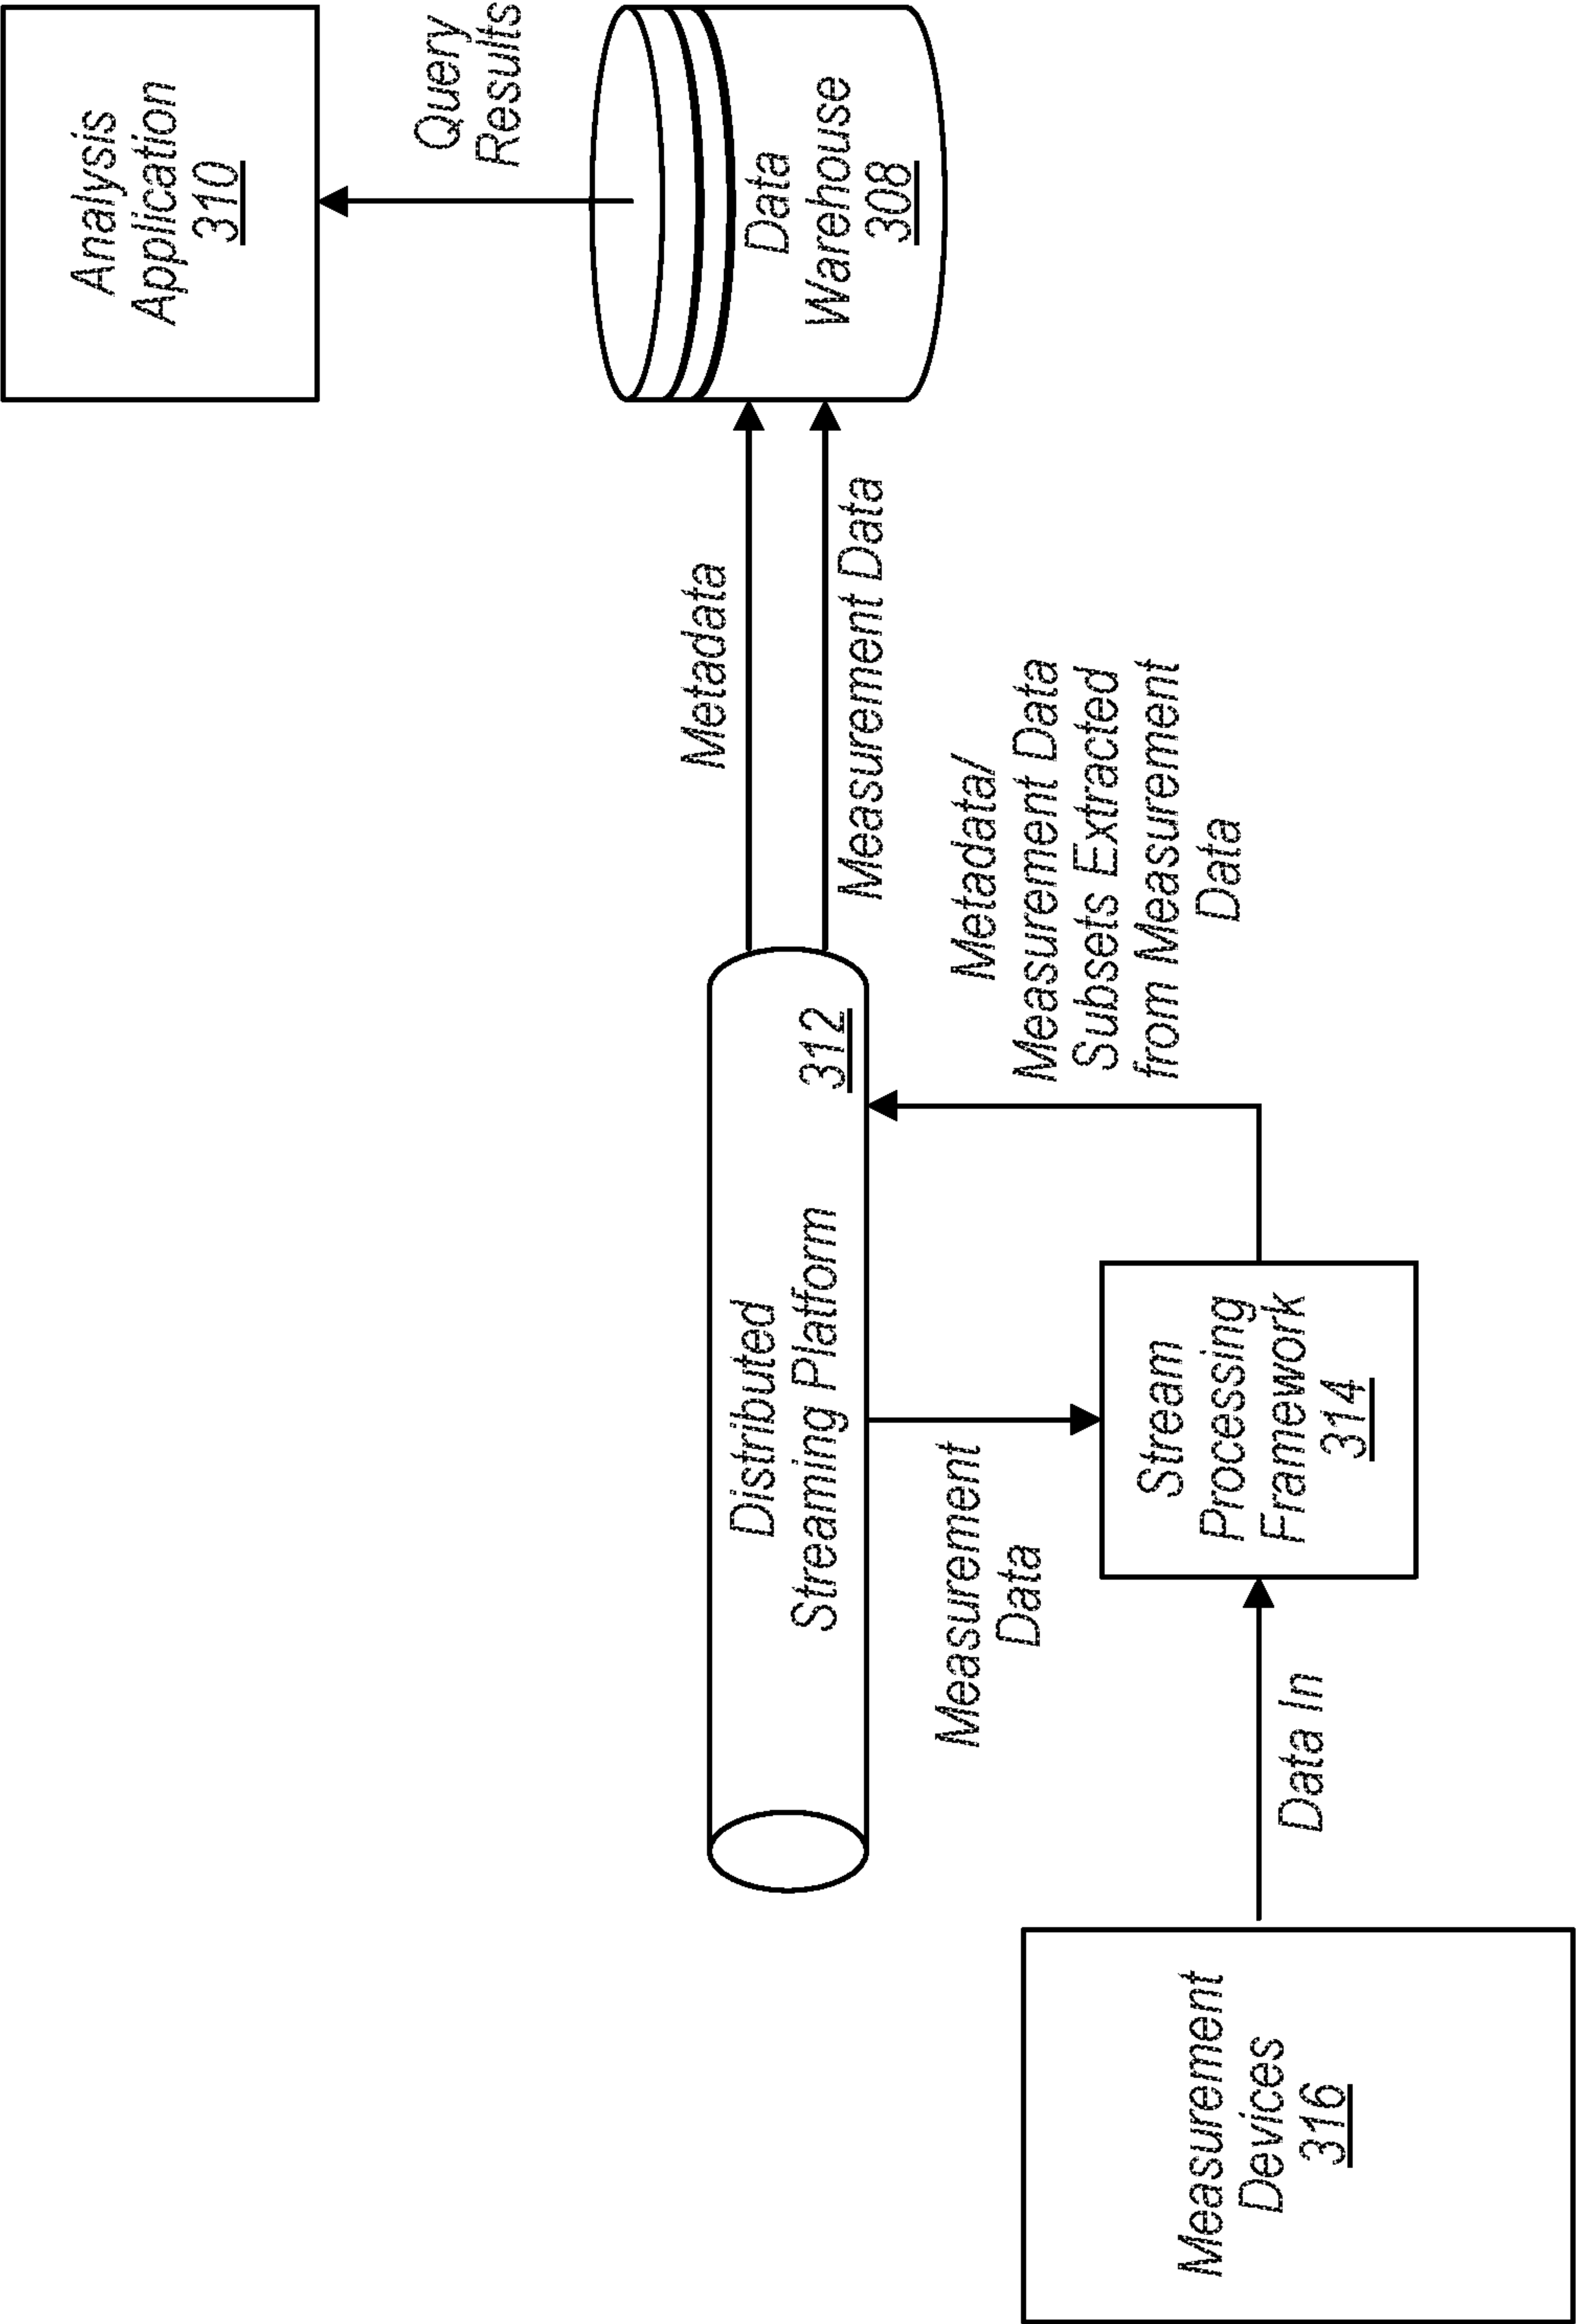 Analysis
Application
310
Query
Results
Data
Warehouse
308
Metadata
Measurement Data
Metadata/
Measurement Data
Subsets Extracted
from Measurement
Data
Distributed
Streaming Platform
312
Measurement
Data
Stream
Processing
Framework
314
Data In
Measurement
Devices
316